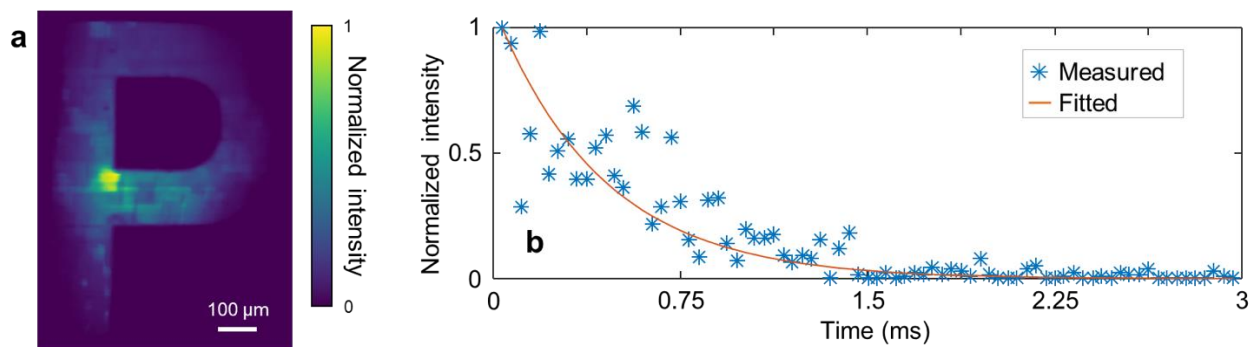 a
P
1
Normalized intensity
0
100 µm
Normalized intensity
1
0.5
0
b
Measured
Fitted
0 0.75 1.5 2.25 3
Time (ms)